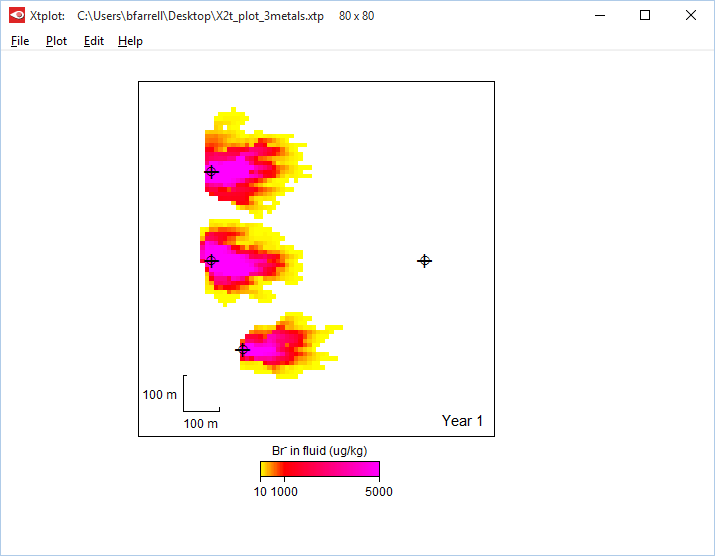 Xtplot: C:\Users\bfarrell\Desktop\X2t_plot_3metals.xtp 80 x 80
File Plot Edit Help
100 m
100 m
Year 1
Br⁻ in fluid (ug/kg)
10 1000 5000